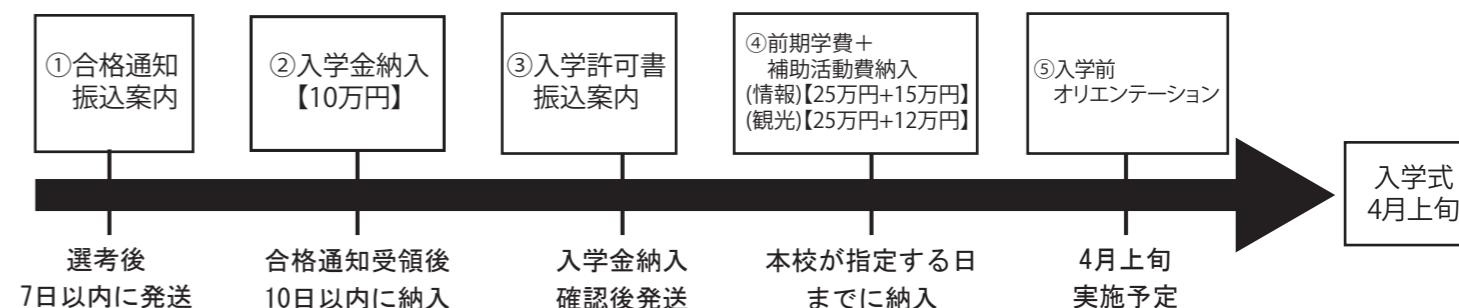 ①合格通知
振込案内
②入学金納入
【10万円】
③入学許可書
振込案内
④前期学費＋
補助活動費納入
(情報)【25万円+15万円】
(観光)【25万円+12万円】
⑤入学前
オリエンテーション
入学式
4月上旬
選考後
7日以内に発送
合格通知受領後
10日以内に納入
入学金納入
確認後発送
本校が指定する日
までに納入
4月上旬
実施予定